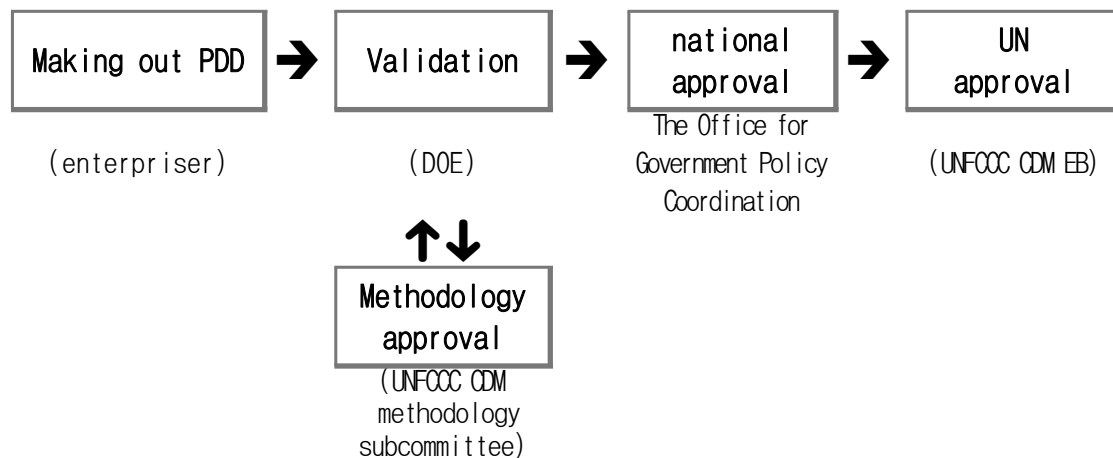 Making out PDD
Validation
national
approval
UN
approval
(enterpriser)
(DOE)
The Office for
Government Policy
Coordination
(UNFCCC CDM EB)
Methodology
approval
(UNFCCC CDM
methodology
subcommittee)